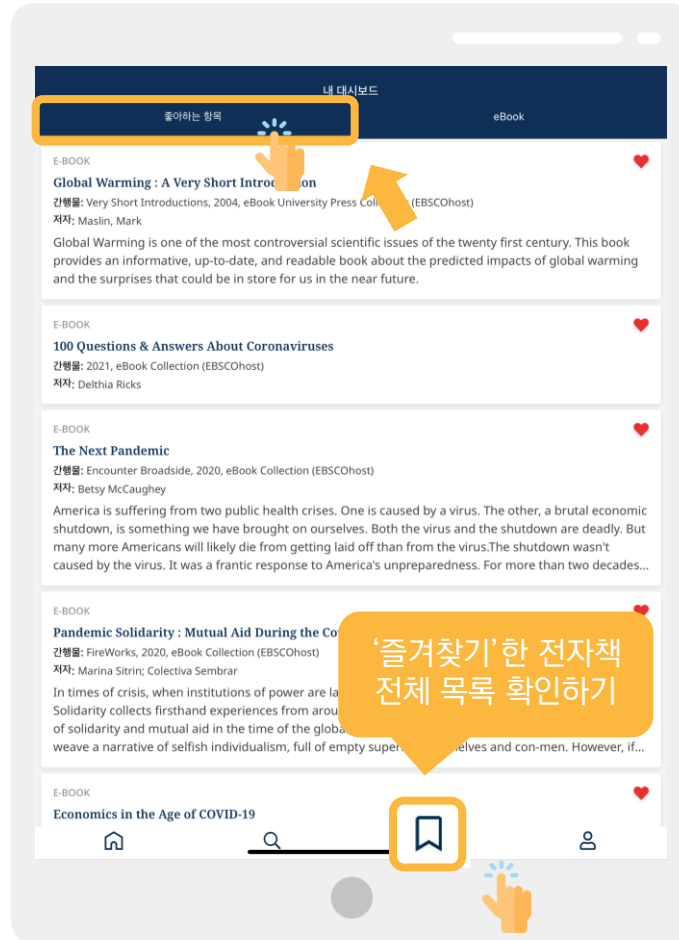 내 대시보드
좋아하는 항목
eBook
E-BOOK
Global Warming : A Very Short
간행물: Very Short Introductions, 2004, eBook University Press (EBSCOhost)
저자: Maslin, Mark
Global Warming is one of the most controversial scientific issues of the twenty first century. This book
provides an informative, up-to-date, and readable book about the predicted impacts of global warming
and the surprises that could be in store for us in the near future.
E-BOOK
100 Questions & Answers About Coronaviruses
간행물: 2021, eBook Collection (EBSCOhost)
저자: Delthia Ricks
E-BOOK
The Next Pandemic
간행물: Encounter Broadside, 2020, eBook Collection (EBSCOhost)
저자: Betsy McCaughey
America is suffering from two public health crises. One is caused by a virus. The other, a brutal economic
shutdown, is something we have brought on ourselves. Both the virus and the shutdown are deadly. But
many more Americans will likely die from getting laid off than from the virus.The shutdown wasn't
caused by the virus. It was a frantic response to America's unpreparedness. For more than two decades...
E-BOOK
Pandemic Solidarity : Mutual Aid During the
간행물: FireWorks, 2020, eBook Collection (EBSCOhost)
저자: Marina Sitrin; Colectiva Sembrar
In times of crisis, when institutions of power are
Solidarity collects firsthand experiences from
of solidarity and mutual aid in the time of the
weave a narrative of selfish individualism, full of empty and con-men. However, if...
'즐겨찾기'한 전자책
전체 목록 확인하기
E-BOOK
Economics in the Age of COVID-19